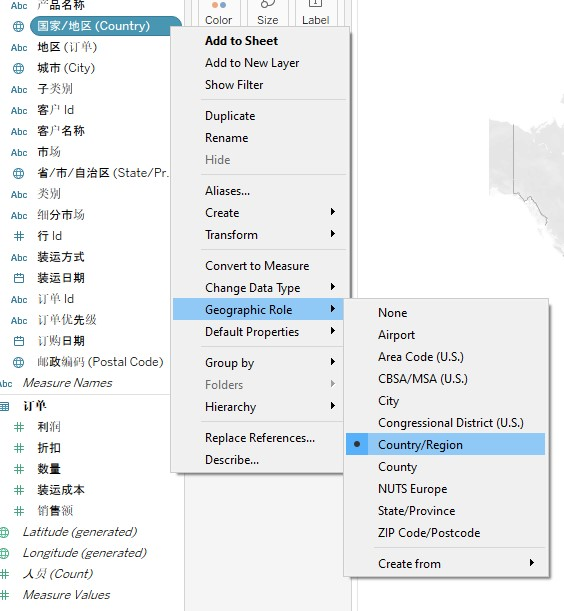 Abc 产品名称
国家/地区 (Country)
Abc 地区 (订单)
城市 (City)
Abc 子类别
Abc 客户 Id
Abc 客户名称
Abc 市场
省/市/自治区 (State/Pr...
Abc 类别
Abc 细分市场
# 行 Id
Abc 装运方式
装运日期
Abc 订单 Id
Abc 订单优先级
订购日期
邮政编码 (Postal Code)
Abc Measure Names
订单
# 利润
# 折扣
# 数量
# 装运成本
# 销售额
Latitude (generated)
Longitude (generated)
# 人员 (Count)
# Measure Values
Color
Size
Label
Add to Sheet
Add to New Layer
Show Filter
Duplicate
Rename
Hide
Aliases...
Create
Transform
Convert to Measure
Change Data Type
Geographic Role
Default Properties
Group by
Folders
Hierarchy
Replace References...
Describe...
None
Airport
Area Code (U.S.)
CBSA/MSA (U.S.)
City
Congressional District (U.S.)
Country/Region
County
NUTS Europe
State/Province
ZIP Code/Postcode
Create from